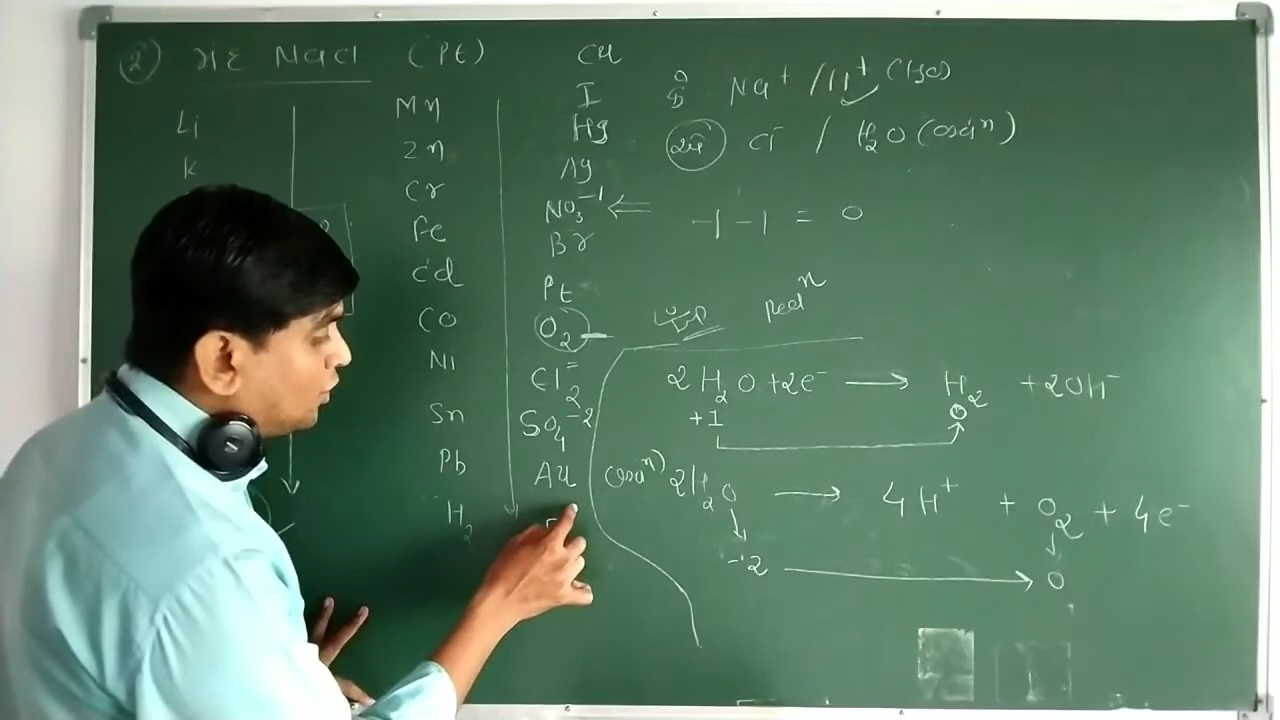 ② સાંદ્ર NaCl (Pt)
Li
K
Mn
Zn
Cr
Fe
Cd
CO
Ni
Sn
Pb
H₂
Cu
I
Hg
Ag
NO₃⁻¹ ⇐
Br
Pt
O₂
Cl₂
SO₄⁻²
Au
Na⁺ / H⁺
Cl⁻ / H₂O
-1 -1 = 0
Redⁿ
2H₂O + 2e⁻ → H₂ + 2OH⁻
+1 0
2H₂O → 4H⁺ + O₂ + 4e⁻
-2 → 0